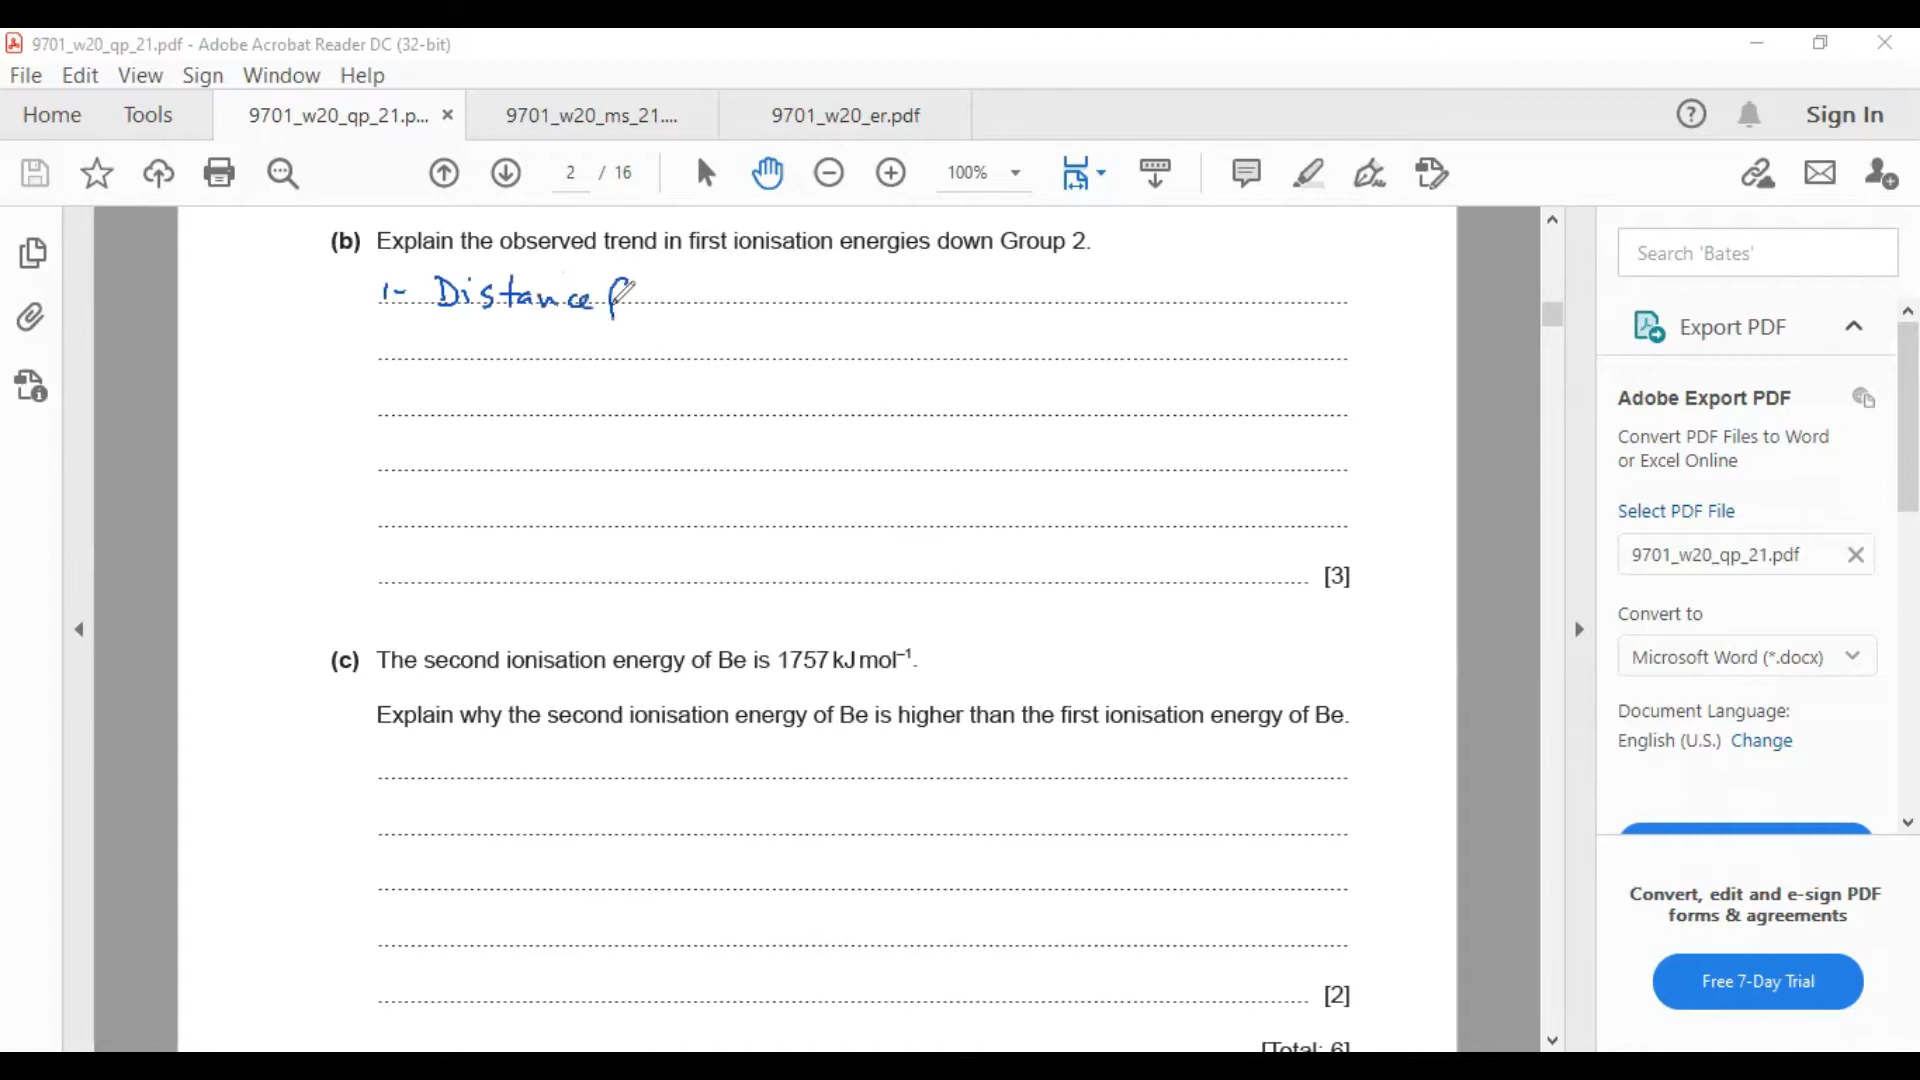 9701_w20_qp_21.pdf - Adobe Acrobat Reader DC (32-bit)
File Edit View Sign Window Help
Home Tools 9701_w20_qp_21.p... × 9701_w20_ms_21.... 9701_w20_er.pdf Sign In
2 / 16 100%
(b) Explain the observed trend in first ionisation energies down Group 2.
1- Distance
[3]
(c) The second ionisation energy of Be is 1757 kJ mol⁻¹.
Explain why the second ionisation energy of Be is higher than the first ionisation energy of Be.
[2]
[Total: 6]
Search 'Bates'
Export PDF
Adobe Export PDF
Convert PDF Files to Word
or Excel Online
Select PDF File
9701_w20_qp_21.pdf
Convert to
Microsoft Word (*.docx)
Document Language:
English (U.S.) Change
Convert, edit and e-sign PDF
forms & agreements
Free 7-Day Trial